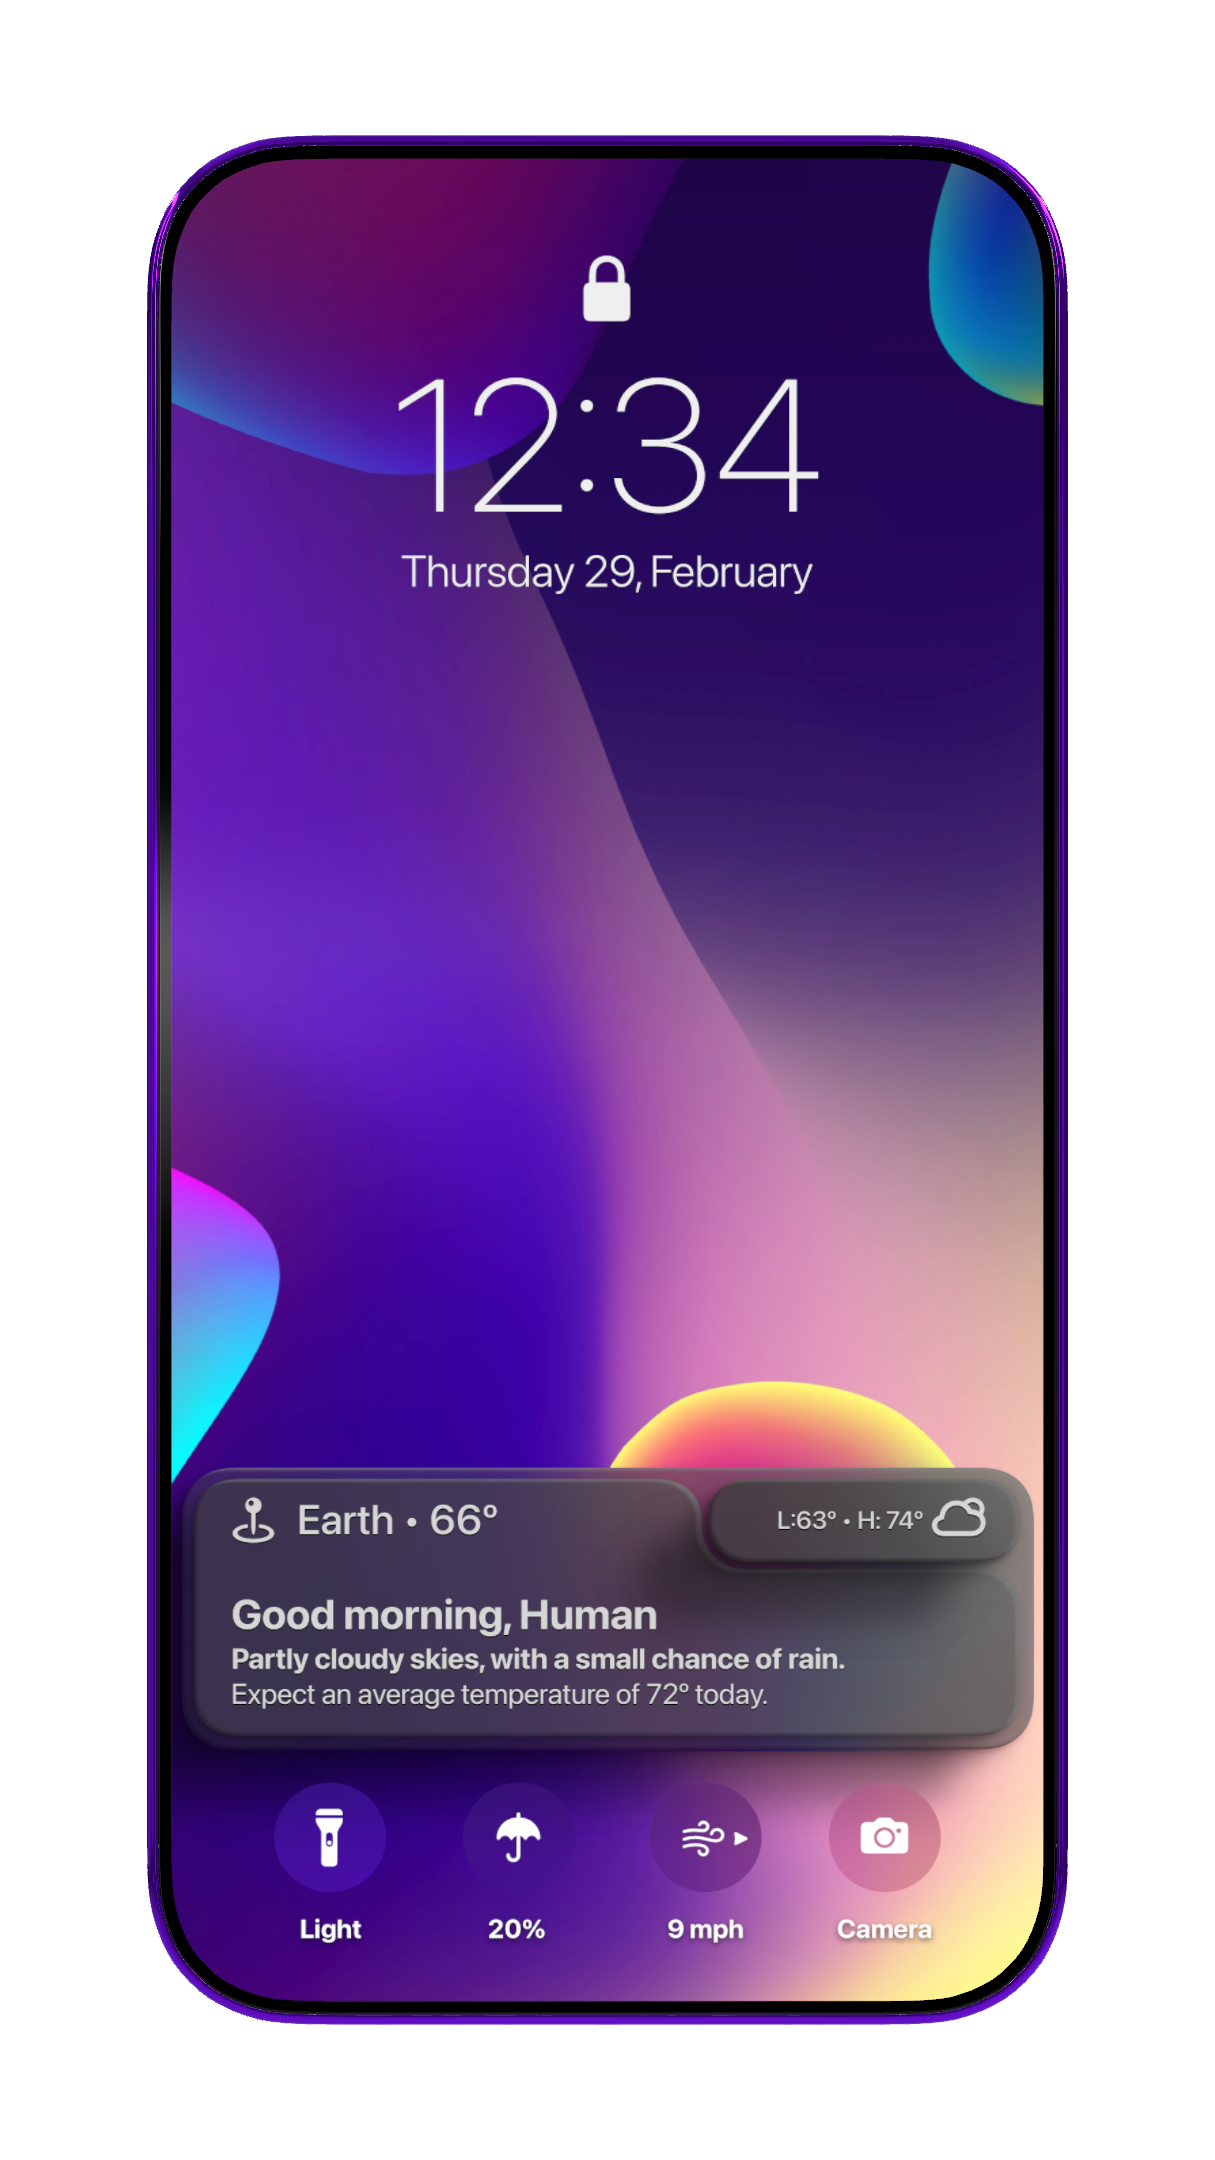 12:34
Thursday 29, February
Earth • 66°
L:63° • H: 74°
Good morning, Human
Partly cloudy skies, with a small chance of rain.
Expect an average temperature of 72° today.
Light
20%
9 mph
Camera